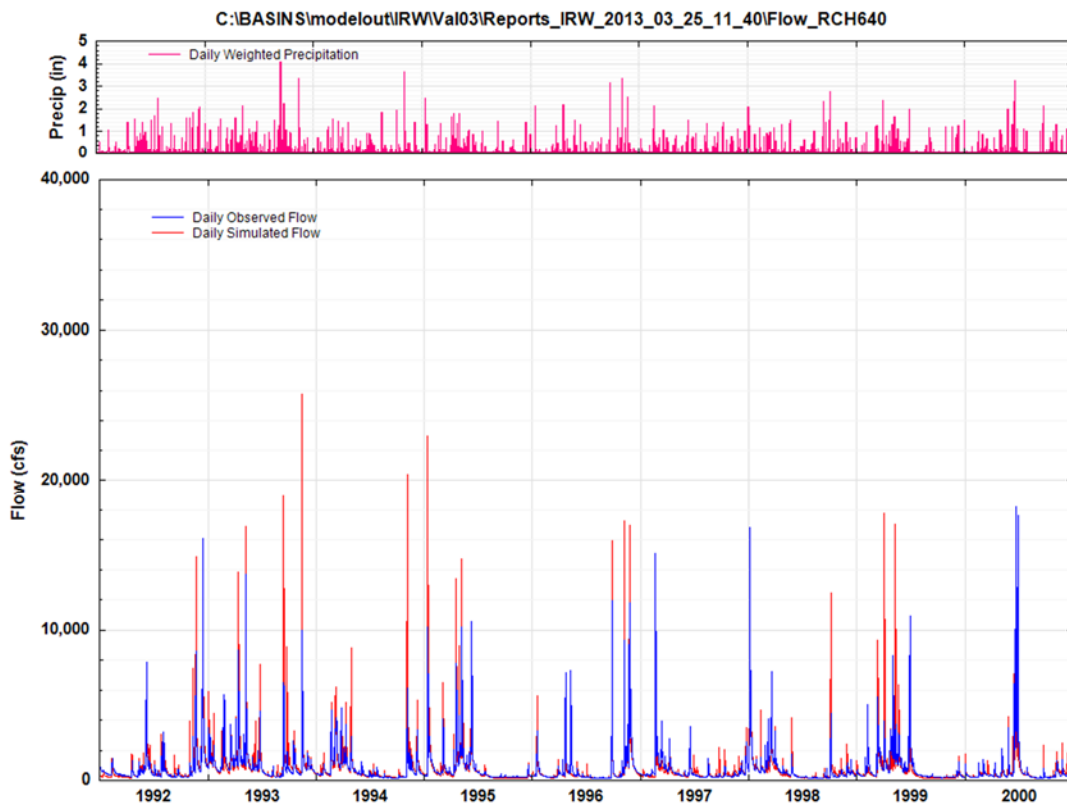 C:\BASINS\modelout\IRW\Val03\Reports_IRW_2013_03_25_11_40\Flow_RCH640
5
4
3
2
1
0
Precip (in)
Daily Weighted Precipitation
40,000
30,000
20,000
10,000
0
Flow (cfs)
Daily Observed Flow
Daily Simulated Flow
1992 1993 1994 1995 1996 1997 1998 1999 2000